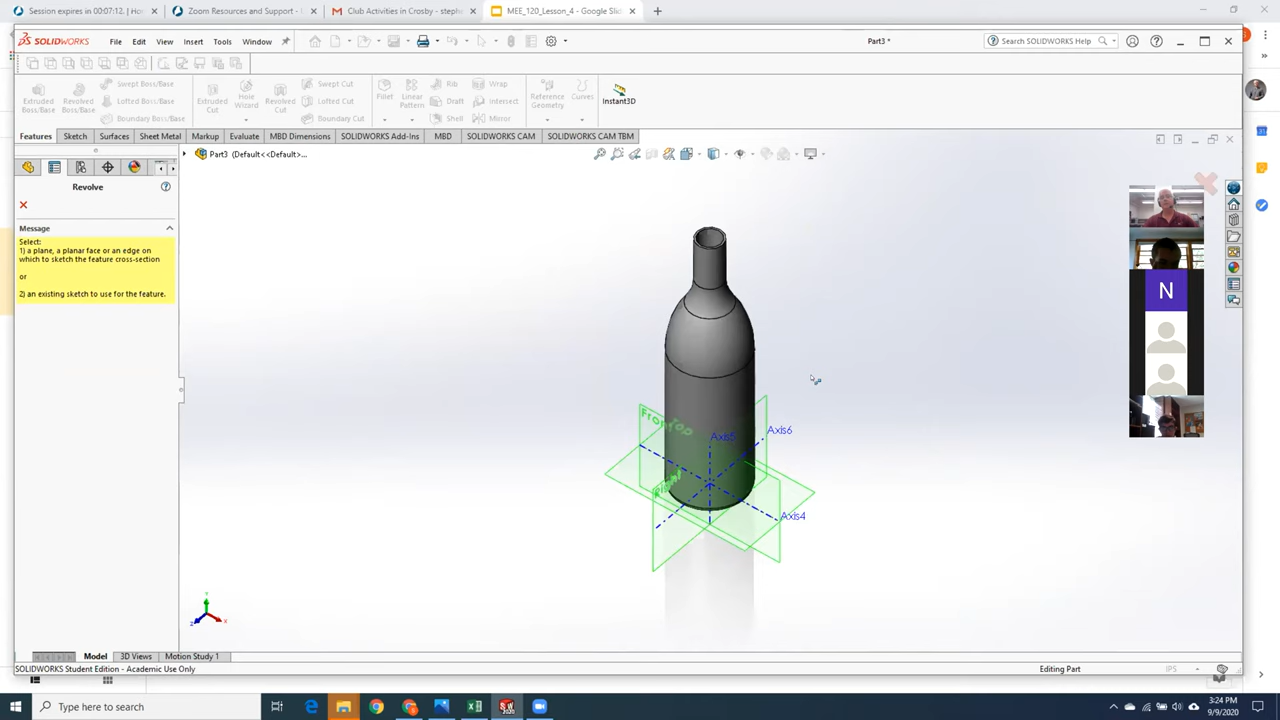 Session expires in 00:07:12. | Ho
Zoom Resources and Support -
Club Activities in Crosby - steph
MEE_120_Lesson_4 - Google Slid
SOLIDWORKS
File
Edit
View
Insert
Tools
Window
Part3 *
Search SOLIDWORKS Help
Extruded Boss/Base
Revolved Boss/Base
Swept Boss/Base
Lofted Boss/Base
Boundary Boss/Base
Extruded Cut
Hole Wizard
Revolved Cut
Swept Cut
Lofted Cut
Boundary Cut
Fillet
Linear Pattern
Rib
Draft
Shell
Wrap
Intersect
Mirror
Reference Geometry
Curves
Instant3D
Features
Sketch
Surfaces
Sheet Metal
Markup
Evaluate
MBD Dimensions
SOLIDWORKS Add-Ins
MBD
SOLIDWORKS CAM
SOLIDWORKS CAM TBM
Part3 (Default<<Default>...
Revolve
Message
Select:
1) a plane, a planar face or an edge on
which to sketch the feature cross-section
or
2) an existing sketch to use for the feature.
N
Front
Top
Right
Axis5
Axis6
Axis4
Y
Z
X
Model
3D Views
Motion Study 1
SOLIDWORKS Student Edition - Academic Use Only
Editing Part
IPS
Type here to search
3:24 PM
9/9/2020